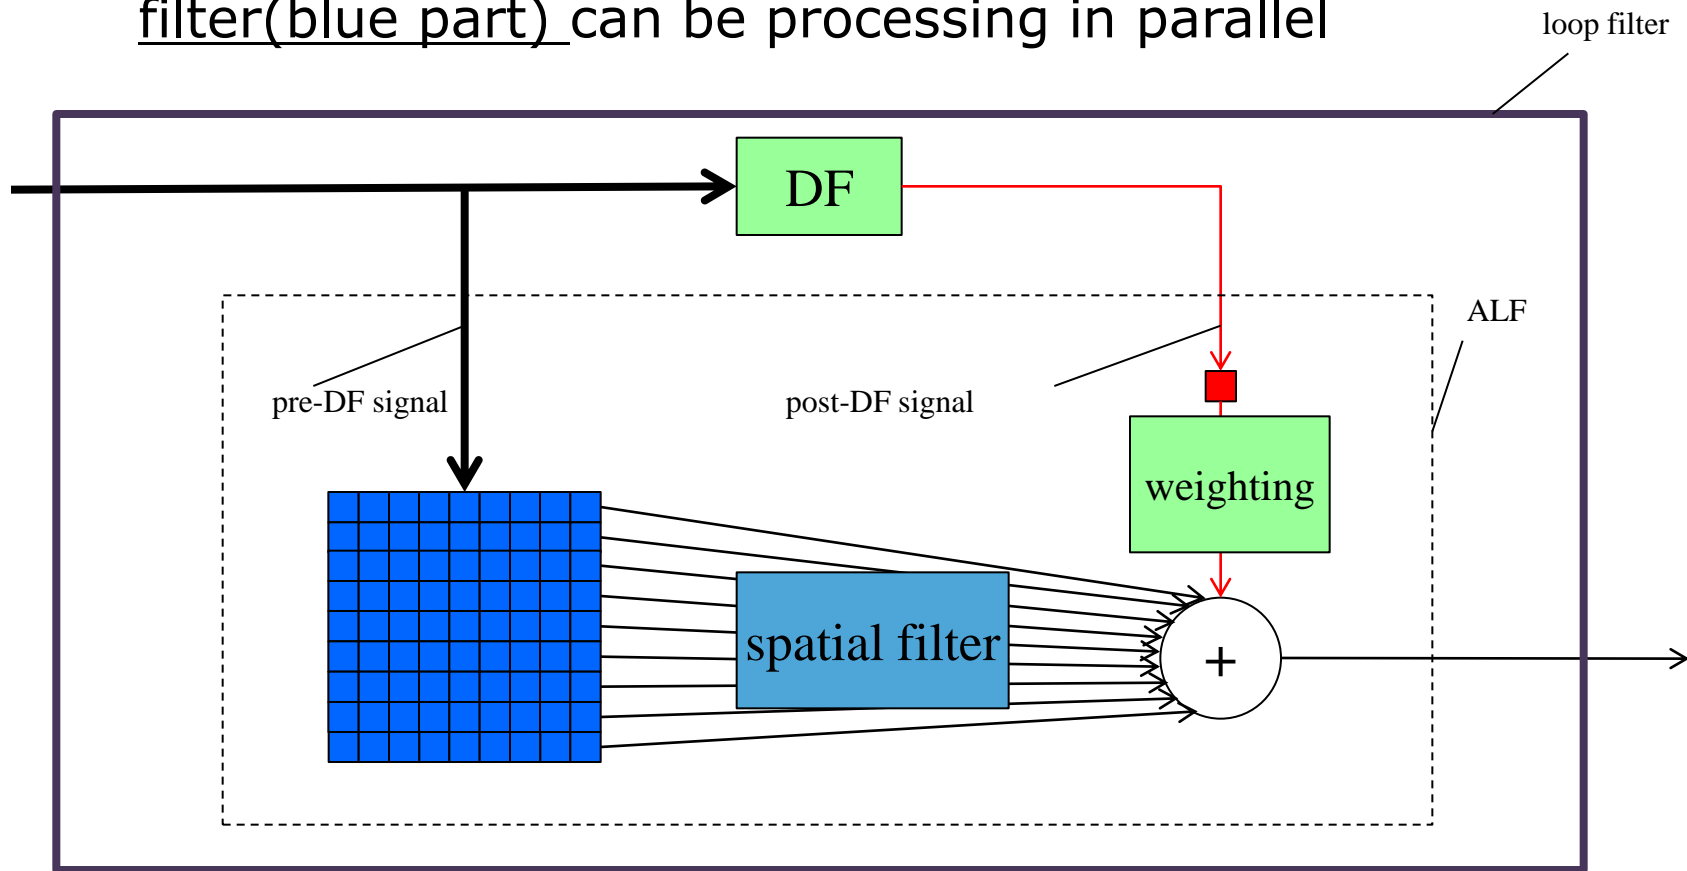 filter(blue part) can be processing in parallel
loop filter
DF
ALF
pre-DF signal
post-DF signal
weighting
spatial filter
+